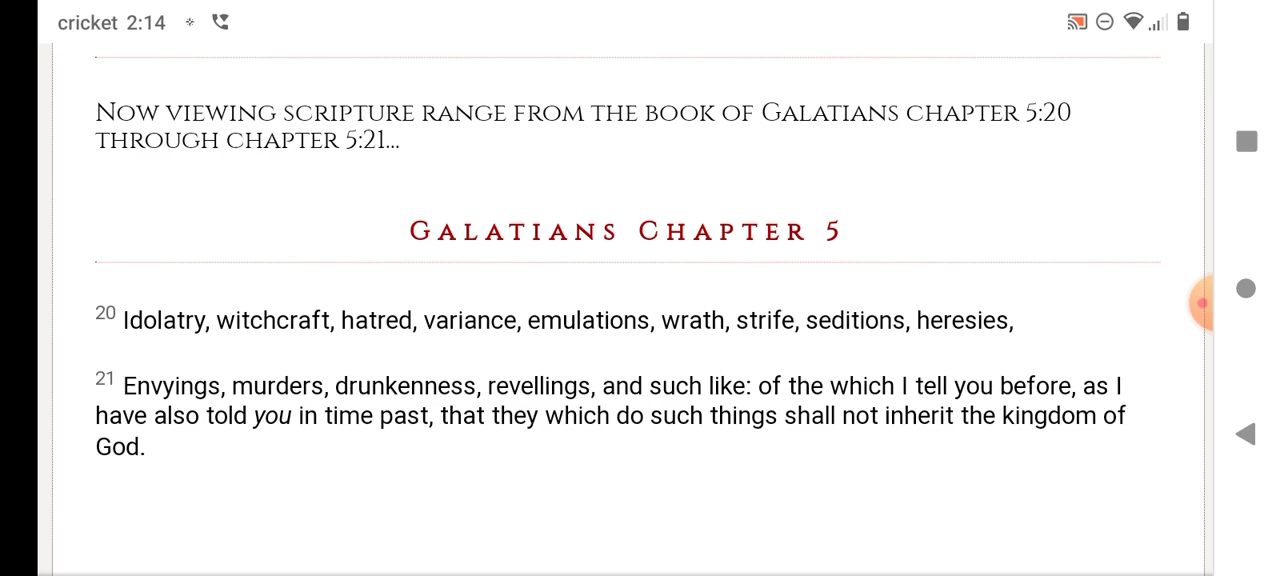 cricket 2:14
Now viewing scripture range from the book of Galatians chapter 5:20
through chapter 5:21...
Galatians Chapter 5
20 Idolatry, witchcraft, hatred, variance, emulations, wrath, strife, seditions, heresies,
21 Envyings, murders, drunkenness, revellings, and such like: of the which I tell you before, as I
have also told you in time past, that they which do such things shall not inherit the kingdom of
God.